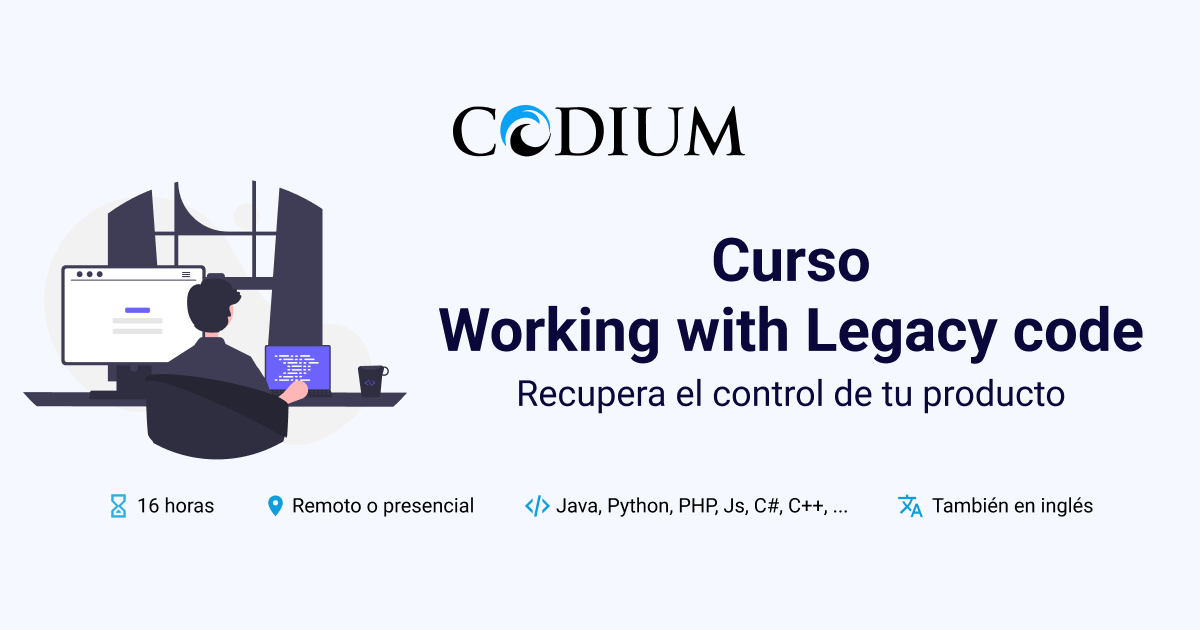 CODIUM
Curso
Working with Legacy code
Recupera el control de tu producto
16 horas
Remoto o presencial
Java, Python, PHP, Js, C#, C++, ...
También en inglés